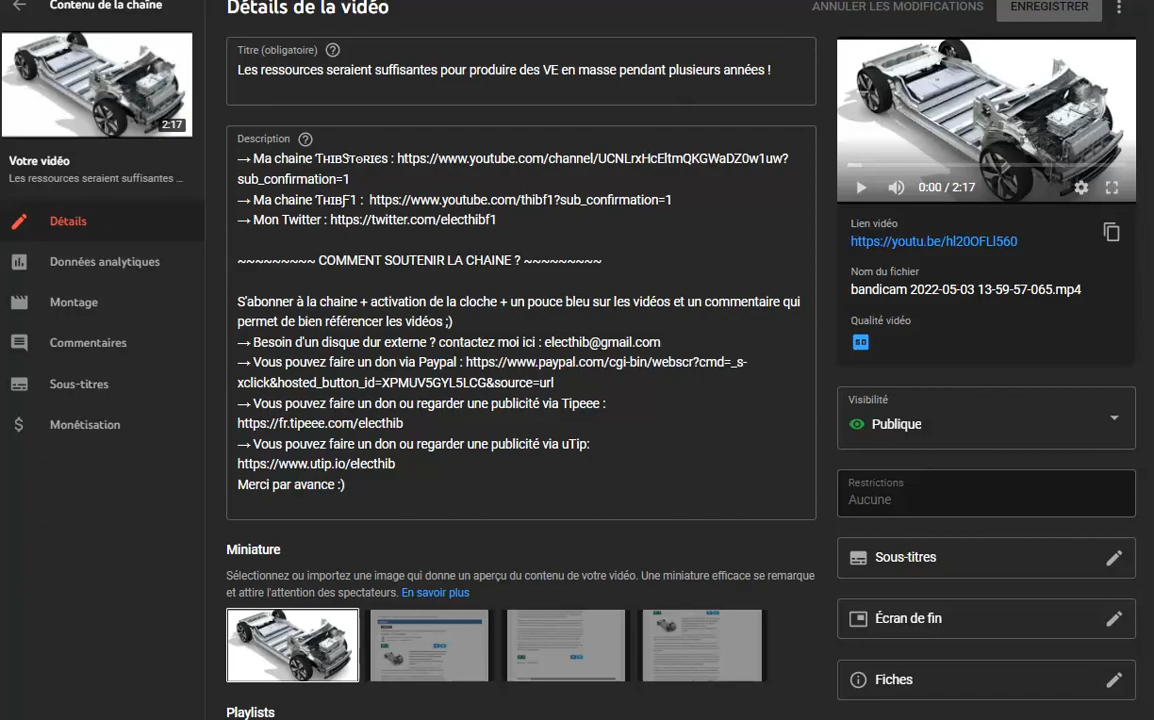 Contenu de la chaîne
2:17
Votre vidéo
Les ressources seraient suffisantes ...
Détails
Données analytiques
Montage
Commentaires
Sous-titres
Monétisation
Détails de la vidéo
ANNULER LES MODIFICATIONS
ENREGISTRER
Titre (obligatoire)
Les ressources seraient suffisantes pour produire des VE en masse pendant plusieurs années !
Description
→ Ma chaine ƬʜɪʙSᴛᴏʀɪᴇs : https://www.youtube.com/channel/UCNLrxHcEltmQKGWaDZ0w1uw?
sub_confirmation=1
→ Ma chaine ƬʜɪʙƑ1 : https://www.youtube.com/thibf1?sub_confirmation=1
→ Mon Twitter : https://twitter.com/electhibf1
~~~~~~~~~ COMMENT SOUTENIR LA CHAINE ? ~~~~~~~~~
S'abonner à la chaine + activation de la cloche + un pouce bleu sur les vidéos et un commentaire qui
permet de bien référencer les vidéos ;)
→ Besoin d'un disque dur externe ? contactez moi ici : electhib@gmail.com
→ Vous pouvez faire un don via Paypal : https://www.paypal.com/cgi-bin/webscr?cmd=_s-
xclick&hosted_button_id=XPMUV5GYL5LCG&source=url
→ Vous pouvez faire un don ou regarder une publicité via Tipeee :
https://fr.tipeee.com/electhib
→ Vous pouvez faire un don ou regarder une publicité via uTip:
https://www.utip.io/electhib
Merci par avance :)
Miniature
Sélectionnez ou importez une image qui donne un aperçu du contenu de votre vidéo. Une miniature efficace se remarque
et attire l'attention des spectateurs. En savoir plus
Playlists
0:00 / 2:17
Lien vidéo
https://youtu.be/hl20OFLl560
Nom du fichier
bandicam 2022-05-03 13-59-57-065.mp4
Qualité vidéo
SD
Visibilité
Publique
Restrictions
Aucune
Sous-titres
Écran de fin
Fiches